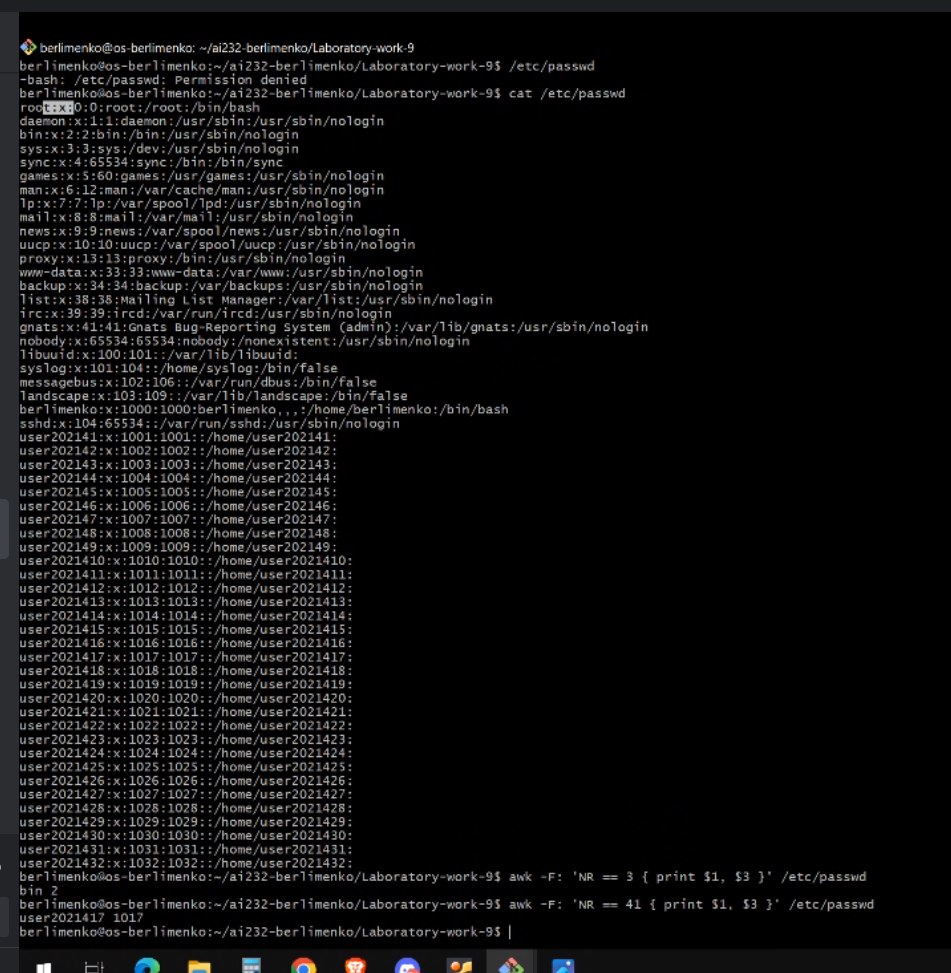 berlimenko@os-berlimenko: ~/ai232-berlimenko/Laboratory-work-9
berlimenko@os-berlimenko:~/ai232-berlimenko/Laboratory-work-9$ /etc/passwd
-bash: /etc/passwd: Permission denied
berlimenko@os-berlimenko:~/ai232-berlimenko/Laboratory-work-9$ cat /etc/passwd
root:x:0:0:root:/root:/bin/bash
daemon:x:1:1:daemon:/usr/sbin:/usr/sbin/nologin
bin:x:2:2:bin:/bin:/usr/sbin/nologin
sys:x:3:3:sys:/dev:/usr/sbin/nologin
sync:x:4:65534:sync:/bin:/bin/sync
games:x:5:60:games:/usr/games:/usr/sbin/nologin
man:x:6:12:man:/var/cache/man:/usr/sbin/nologin
lp:x:7:7:lp:/var/spool/lpd:/usr/sbin/nologin
mail:x:8:8:mail:/var/mail:/usr/sbin/nologin
news:x:9:9:news:/var/spool/news:/usr/sbin/nologin
uucp:x:10:10:uucp:/var/spool/uucp:/usr/sbin/nologin
proxy:x:13:13:proxy:/bin:/usr/sbin/nologin
www-data:x:33:33:www-data:/var/www:/usr/sbin/nologin
backup:x:34:34:backup:/var/backups:/usr/sbin/nologin
list:x:38:38:Mailing List Manager:/var/list:/usr/sbin/nologin
irc:x:39:39:ircd:/var/run/ircd:/usr/sbin/nologin
gnats:x:41:41:Gnats Bug-Reporting System (admin):/var/lib/gnats:/usr/sbin/nologin
nobody:x:65534:65534:nobody:/nonexistent:/usr/sbin/nologin
libuuid:x:100:101::/var/lib/libuuid:
syslog:x:101:104::/home/syslog:/bin/false
messagebus:x:102:106::/var/run/dbus:/bin/false
landscape:x:103:109::/var/lib/landscape:/bin/false
berlimenko:x:1000:1000:berlimenko,,,:/home/berlimenko:/bin/bash
sshd:x:104:65534::/var/run/sshd:/usr/sbin/nologin
user202141:x:1001:1001::/home/user202141:
user202142:x:1002:1002::/home/user202142:
user202143:x:1003:1003::/home/user202143:
user202144:x:1004:1004::/home/user202144:
user202145:x:1005:1005::/home/user202145:
user202146:x:1006:1006::/home/user202146:
user202147:x:1007:1007::/home/user202147:
user202148:x:1008:1008::/home/user202148:
user202149:x:1009:1009::/home/user202149:
user2021410:x:1010:1010::/home/user2021410:
user2021411:x:1011:1011::/home/user2021411:
user2021412:x:1012:1012::/home/user2021412:
user2021413:x:1013:1013::/home/user2021413:
user2021414:x:1014:1014::/home/user2021414:
user2021415:x:1015:1015::/home/user2021415:
user2021416:x:1016:1016::/home/user2021416:
user2021417:x:1017:1017::/home/user2021417:
user2021418:x:1018:1018::/home/user2021418:
user2021419:x:1019:1019::/home/user2021419:
user2021420:x:1020:1020::/home/user2021420:
user2021421:x:1021:1021::/home/user2021421:
user2021422:x:1022:1022::/home/user2021422:
user2021423:x:1023:1023::/home/user2021423:
user2021424:x:1024:1024::/home/user2021424:
user2021425:x:1025:1025::/home/user2021425:
user2021426:x:1026:1026::/home/user2021426:
user2021427:x:1027:1027::/home/user2021427:
user2021428:x:1028:1028::/home/user2021428:
user2021429:x:1029:1029::/home/user2021429:
user2021430:x:1030:1030::/home/user2021430:
user2021431:x:1031:1031::/home/user2021431:
user2021432:x:1032:1032::/home/user2021432:
berlimenko@os-berlimenko:~/ai232-berlimenko/Laboratory-work-9$ awk -F: 'NR == 3 { print $1, $3 }' /etc/passwd
bin 2
berlimenko@os-berlimenko:~/ai232-berlimenko/Laboratory-work-9$ awk -F: 'NR == 41 { print $1, $3 }' /etc/passwd
user2021417 1017
berlimenko@os-berlimenko:~/ai232-berlimenko/Laboratory-work-9$